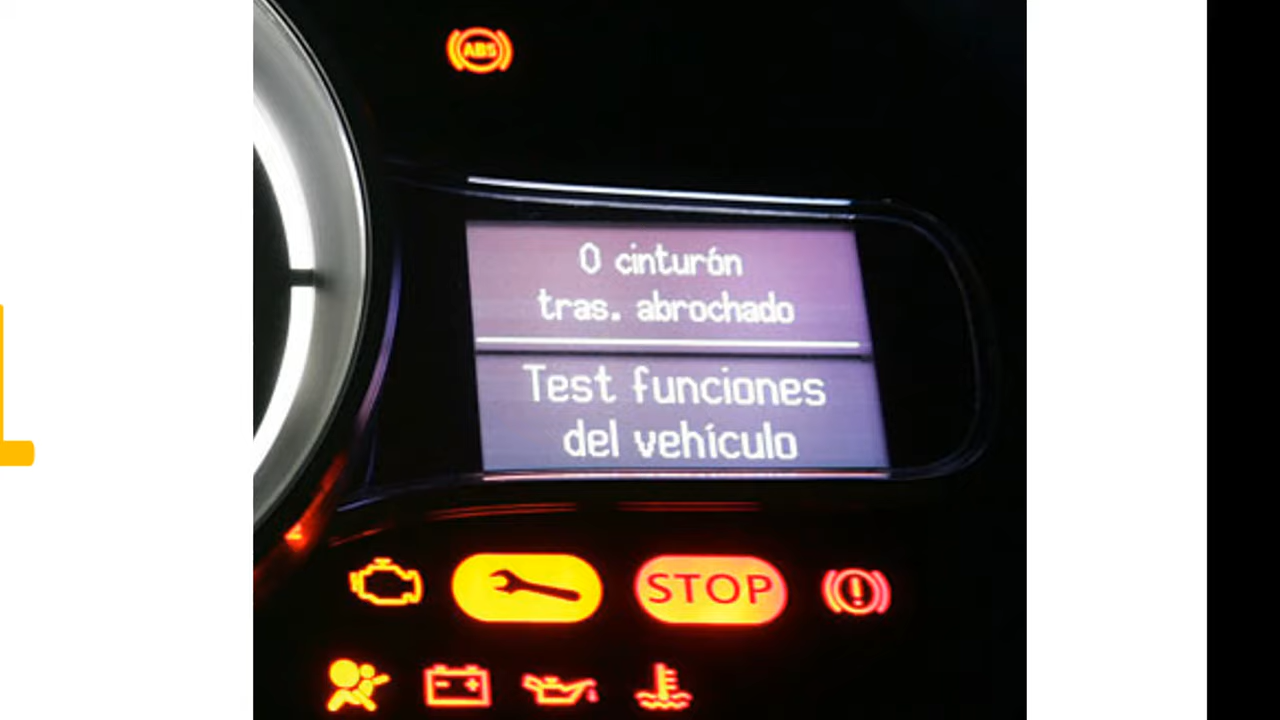 ABS
0 cinturón
tras. abrochado
Test funciones
del vehículo
STOP